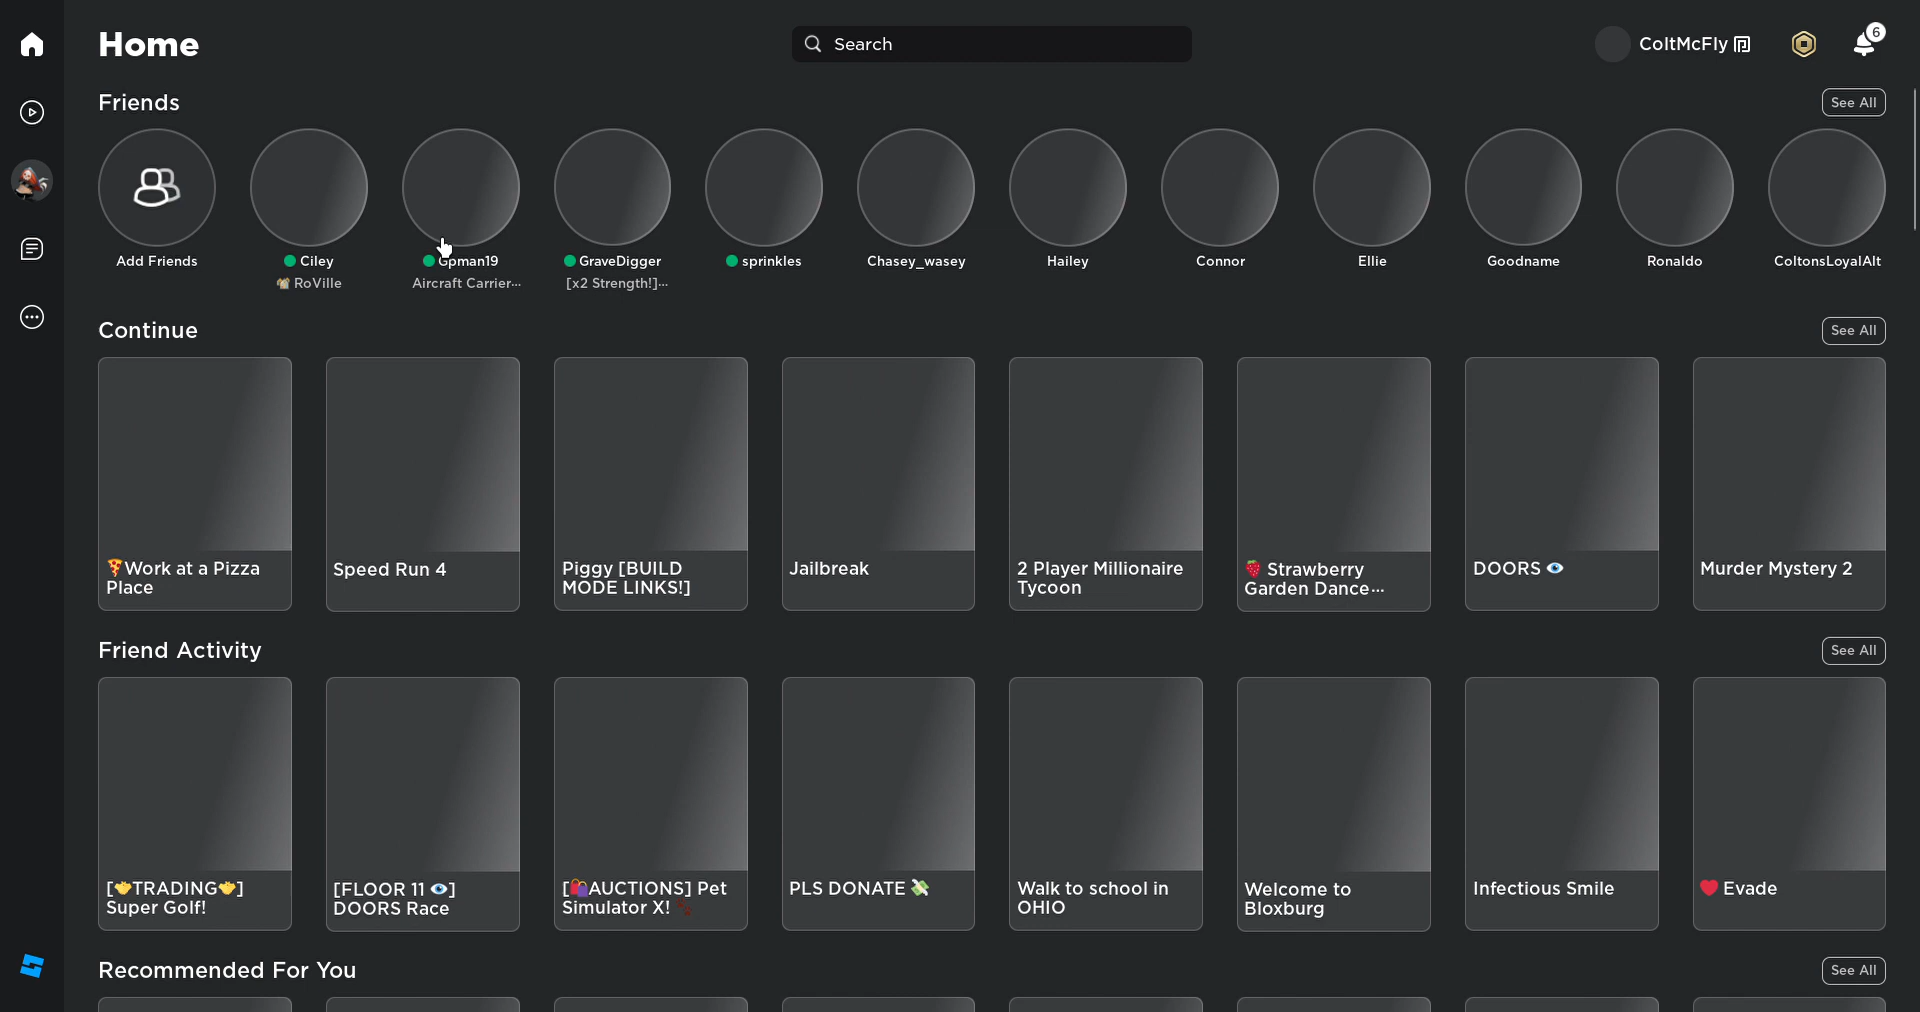 Home
Search
ColtMcFly
6
Friends
See All
Add Friends
Ciley
RoVille
Gpman19
Aircraft Carrier...
GraveDigger
[x2 Strength!]...
sprinkles
Chasey_wasey
Hailey
Connor
Ellie
Goodname
Ronaldo
ColtonsLoyalAlt
Continue
See All
🍕Work at a Pizza
Place
Speed Run 4
Piggy [BUILD
MODE LINKS!]
Jailbreak
2 Player Millionaire
Tycoon
🍓 Strawberry
Garden Dance...
DOORS 👁️
Murder Mystery 2
Friend Activity
See All
[🤝TRADING🤝]
Super Golf!
[FLOOR 11 👁️]
DOORS Race
[🛍️AUCTIONS] Pet
Simulator X! 🐾
PLS DONATE 💸
Walk to school in
OHIO
Welcome to
Bloxburg
Infectious Smile
❤️ Evade
Recommended For You
See All